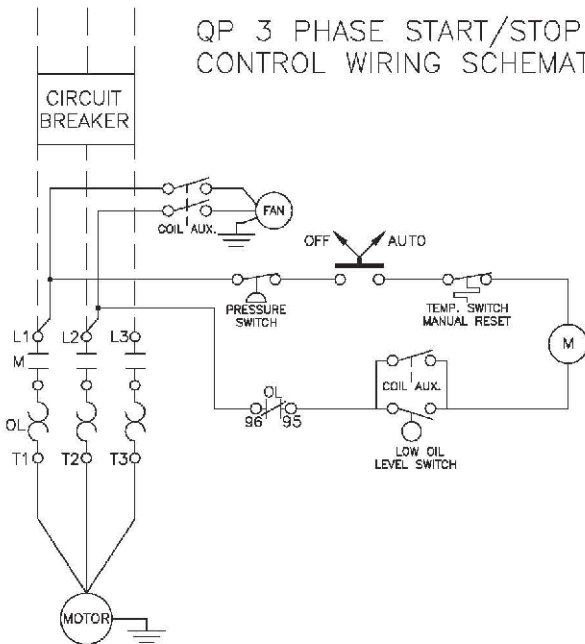 QP 3 PHASE START/STOP
CONTROL WIRING SCHEMAT
CIRCUIT
BREAKER
FAN
COIL AUX.
OFF
AUTO
PRESSURE
SWITCH
TEMP. SWITCH
MANUAL RESET
L1
L2
L3
M
M
COIL AUX.
OL
OL
96
95
LOW OIL
LEVEL SWITCH
T1
T2
T3
MOTOR